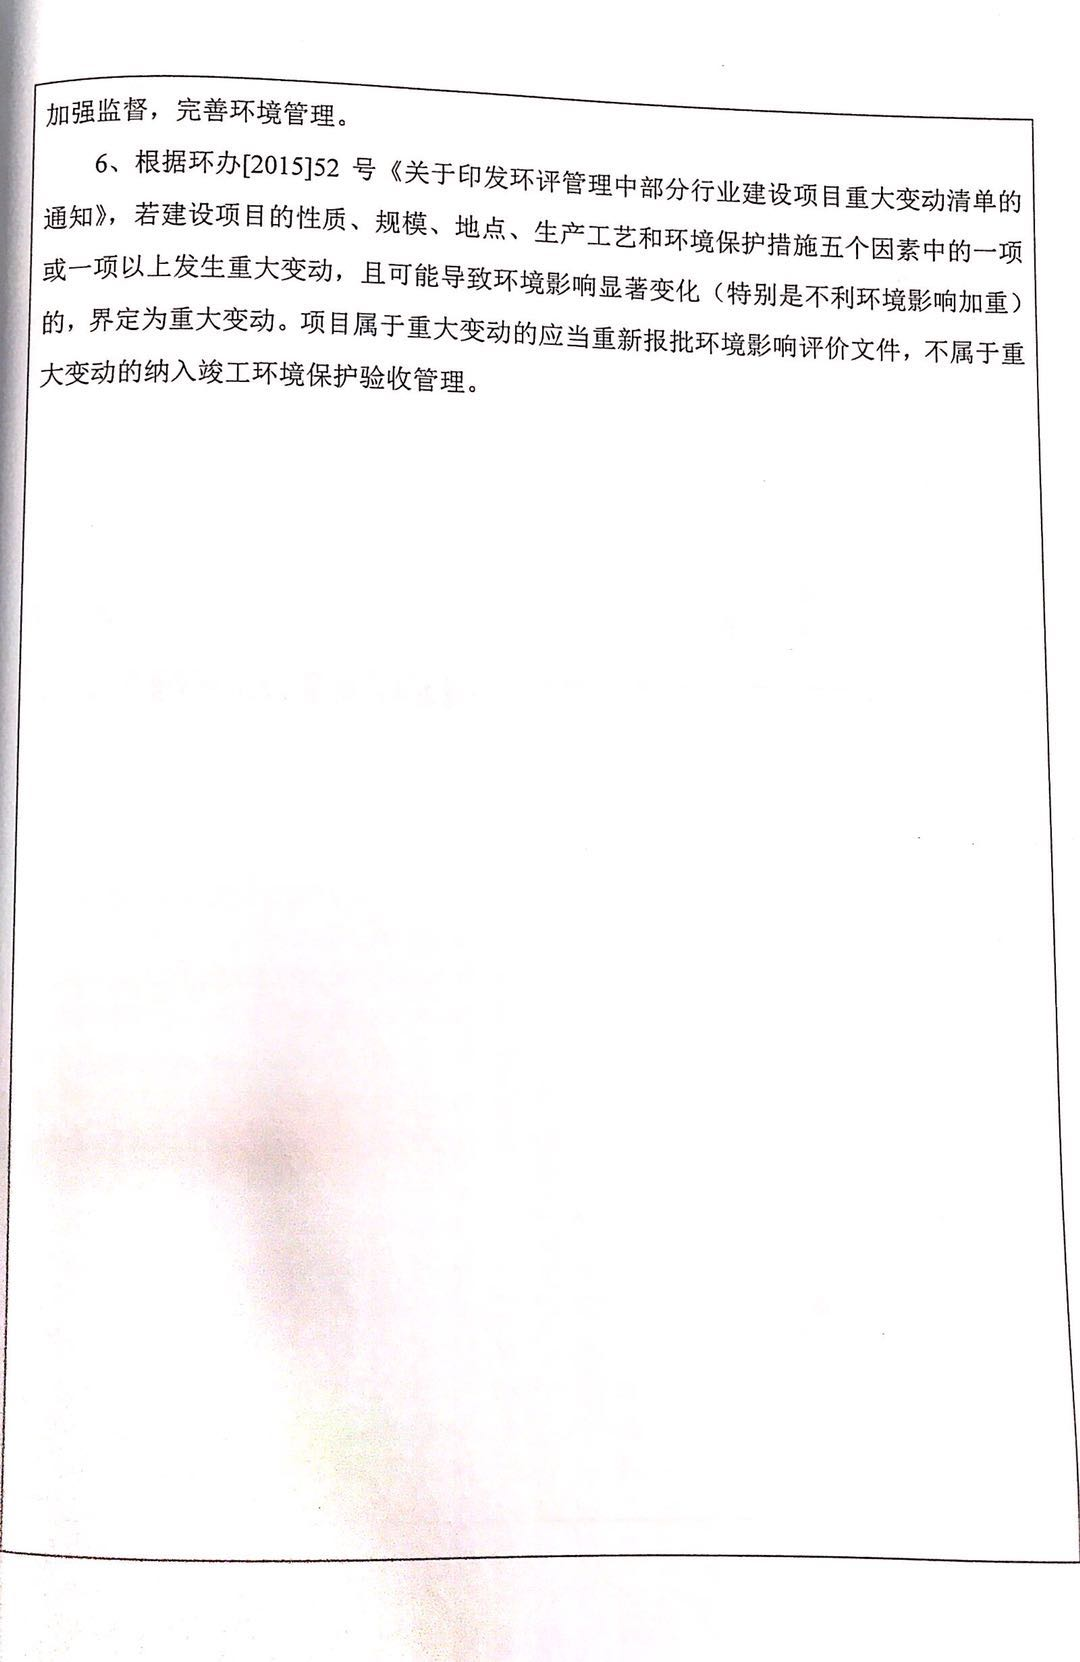 加强监督，完善环境管理。
6、根据环办[2015]52 号《关于印发环评管理中部分行业建设项目重大变动清单的
通知》，若建设项目的性质、规模、地点、生产工艺和环境保护措施五个因素中的一项
或一项以上发生重大变动，且可能导致环境影响显著变化（特别是不利环境影响加重）
的，界定为重大变动。项目属于重大变动的应当重新报批环境影响评价文件，不属于重
大变动的纳入竣工环境保护验收管理。